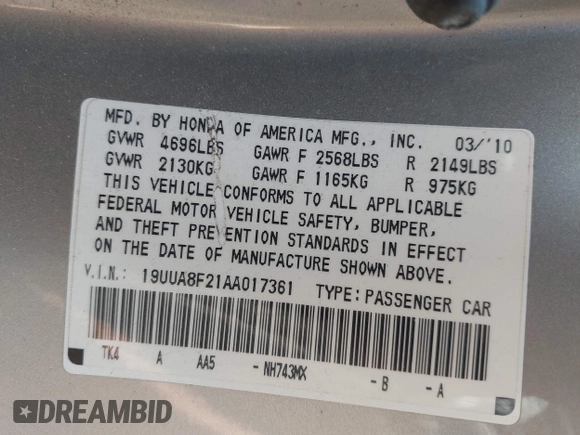 MFD. BY HONDA OF AMERICA MFG., INC. 03/'10
GVWR 4696LBS GAWR F 2568LBS R 2149LBS
GVWR 2130KG GAWR F 1165KG R 975KG
THIS VEHICLE CONFORMS TO ALL APPLICABLE
FEDERAL MOTOR VEHICLE SAFETY, BUMPER,
AND THEFT PREVENTION STANDARDS IN EFFECT
ON THE DATE OF MANUFACTURE SHOWN ABOVE.
V.I.N.: 19UUA8F21AA017361 TYPE:PASSENGER CAR
TK4 A AA5 - NH743MX - B - A
DREAMBID